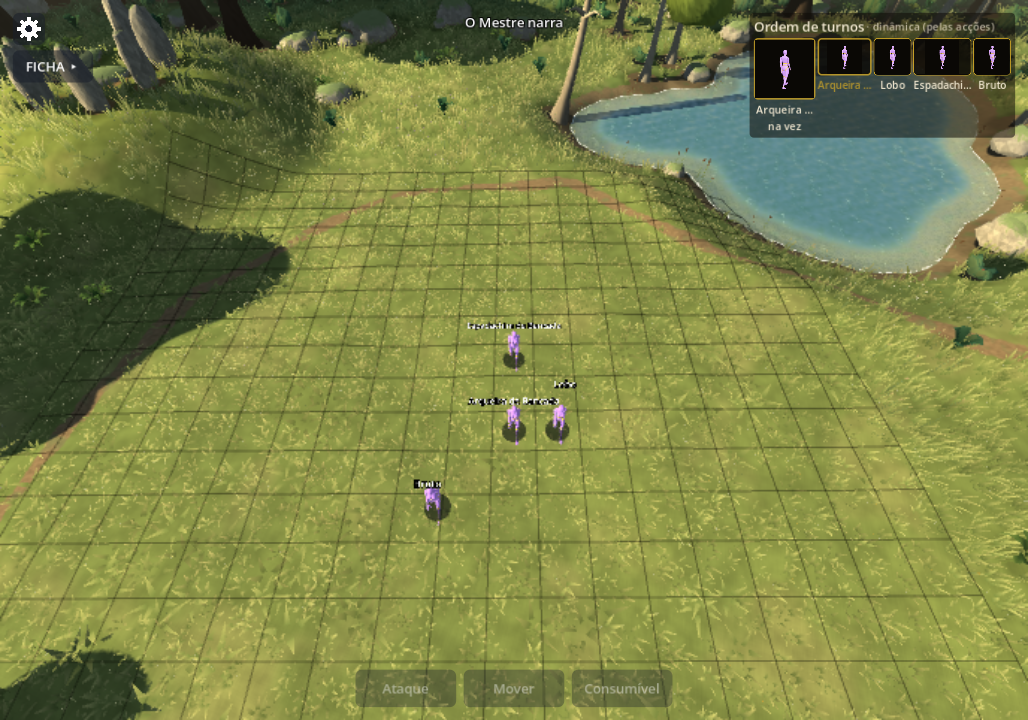 O Mestre narra
FICHA ▸
Ordem de turnos dinâmica (pelas acções)
Arqueira ... Lobo Espadachi... Bruto
Arqueira ...
na vez
Lobo
Bruto
Ataque Mover Consumível